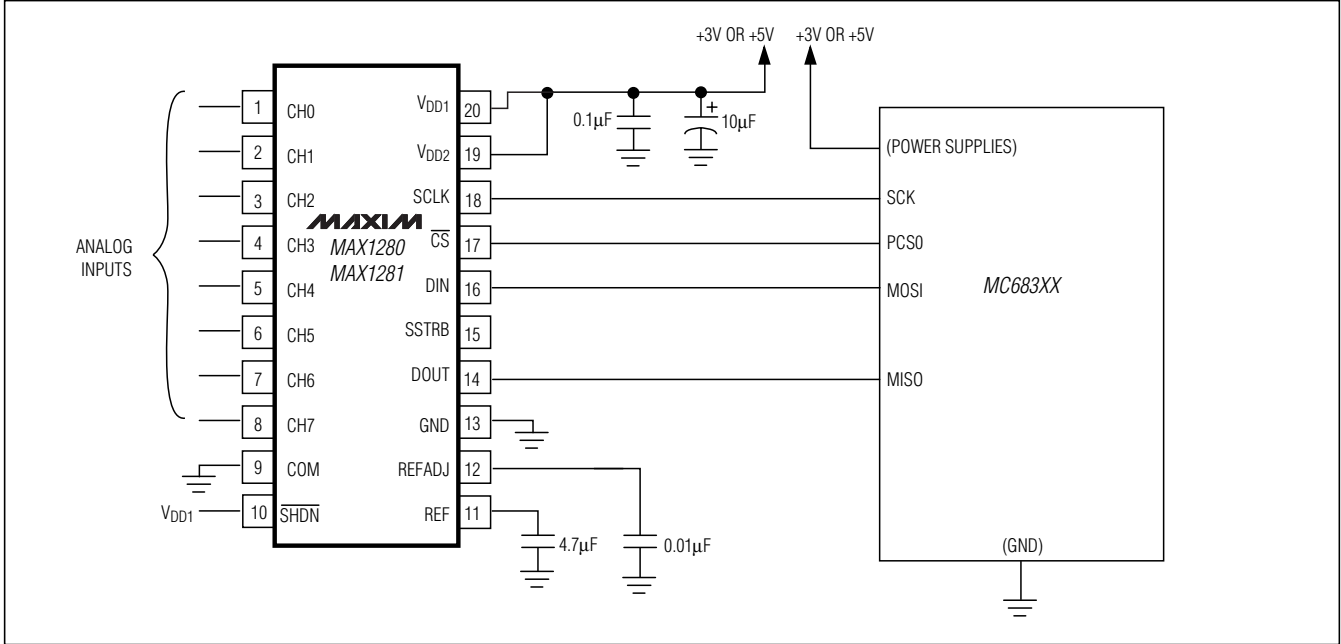 +3V OR +5V
+3V OR +5V
1 CH0
2 CH1
3 CH2
4 CH3
5 CH4
6 CH5
7 CH6
8 CH7
9 COM
10 SHDN
ANALOG
INPUTS
VDD1
MAXIM
MAX1280
MAX1281
VDD1 20
VDD2 19
SCLK 18
CS 17
DIN 16
SSTRB 15
DOUT 14
GND 13
REFADJ 12
REF 11
0.1µF
+
10µF
4.7µF
0.01µF
(POWER SUPPLIES)
SCK
PCS0
MOSI
MC683XX
MISO
(GND)